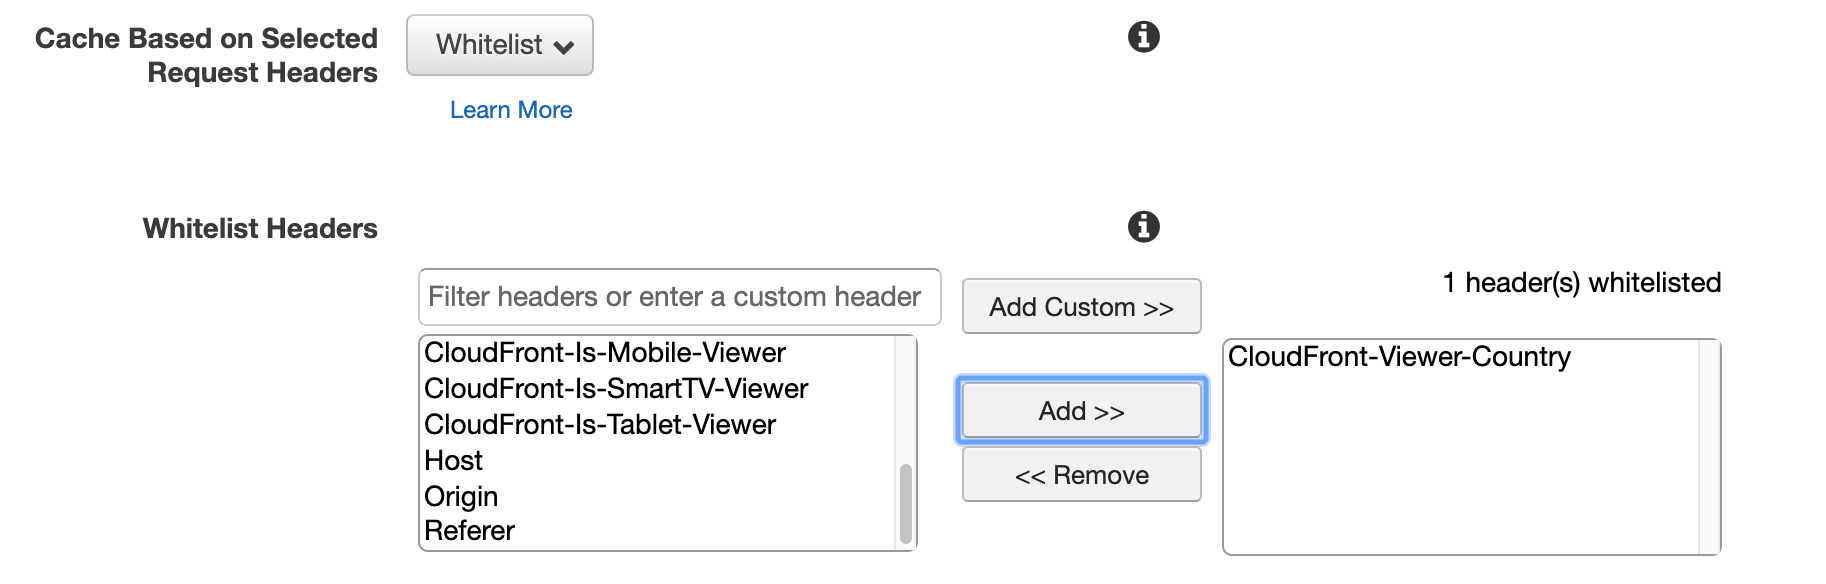 Cache Based on Selected
Request Headers
Whitelist
Learn More
Whitelist Headers
Filter headers or enter a custom header
Add Custom >>
1 header(s) whitelisted
CloudFront-Is-Mobile-Viewer
CloudFront-Is-SmartTV-Viewer
CloudFront-Is-Tablet-Viewer
Host
Origin
Referer
Add >>
<< Remove
CloudFront-Viewer-Country